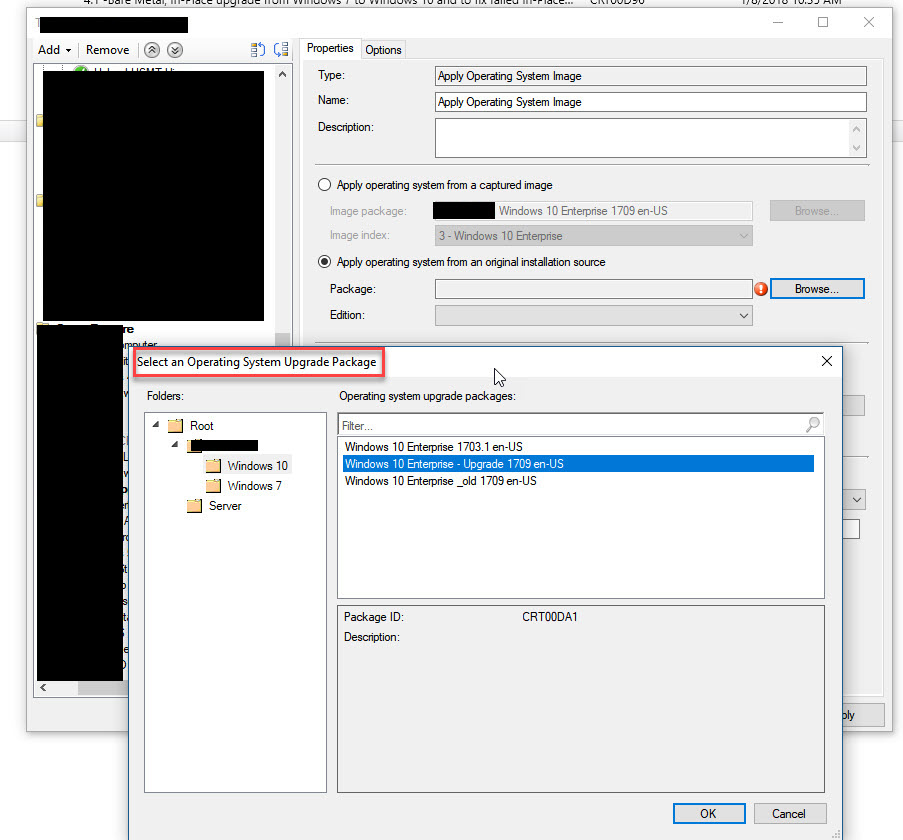 4.1 -Bare Metal, In-Place upgrade from Windows 7 to Windows 10 and to fix failed In-Place... CRT00D96 1/8/2018 10:35 AM
Add Remove
Properties Options
Type: Apply Operating System Image
Name: Apply Operating System Image
Description:
Apply operating system from a captured image
Image package: Windows 10 Enterprise 1709 en-US Browse...
Image index: 3 - Windows 10 Enterprise
Apply operating system from an original installation source
Package: Browse...
Edition:
Select an Operating System Upgrade Package
Folders: Operating system upgrade packages:
Filter...
Root
Windows 10
Windows 7
Server
Windows 10 Enterprise 1703.1 en-US
Windows 10 Enterprise - Upgrade 1709 en-US
Windows 10 Enterprise _old 1709 en-US
Package ID: CRT00DA1
Description:
OK Cancel